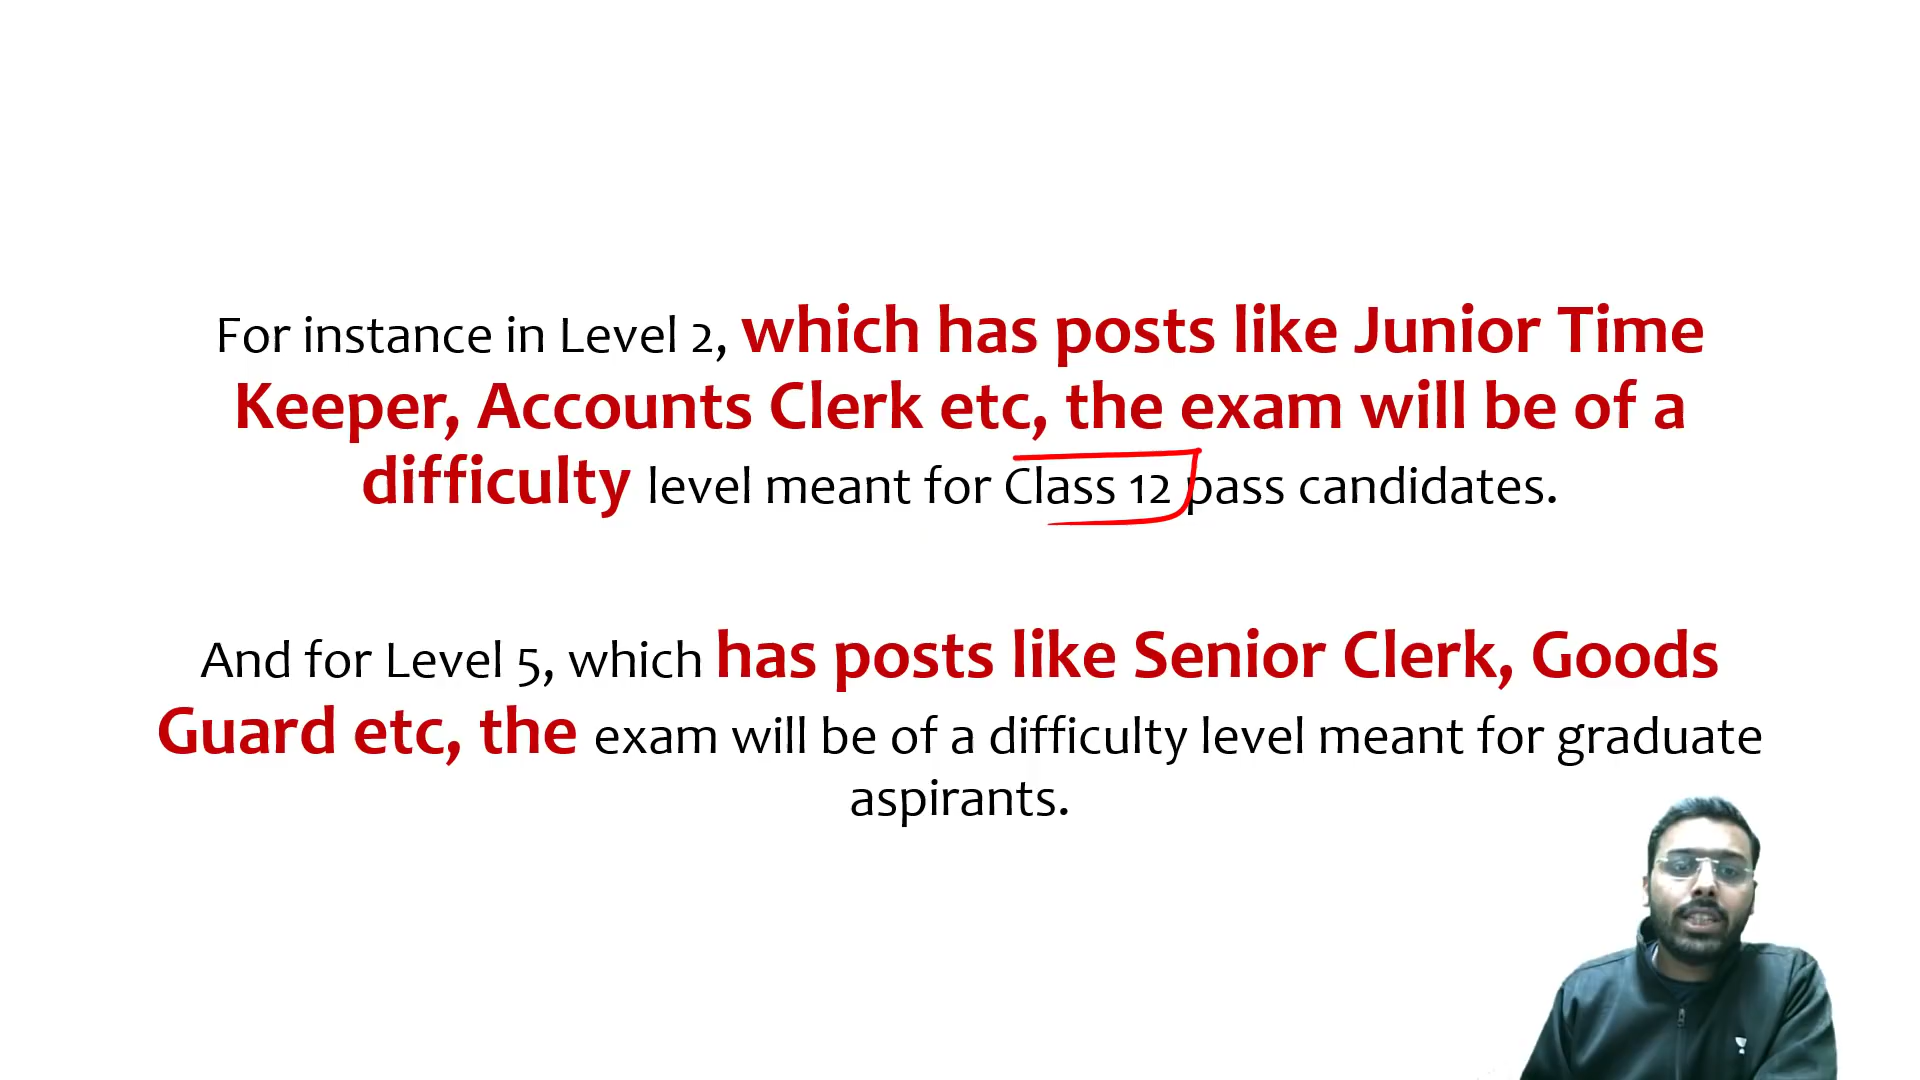 For instance in Level 2, which has posts like Junior Time
Keeper, Accounts Clerk etc, the exam will be of a
difficulty level meant for Class 12 pass candidates.
And for Level 5, which has posts like Senior Clerk, Goods
Guard etc, the exam will be of a difficulty level meant for graduate
aspirants.